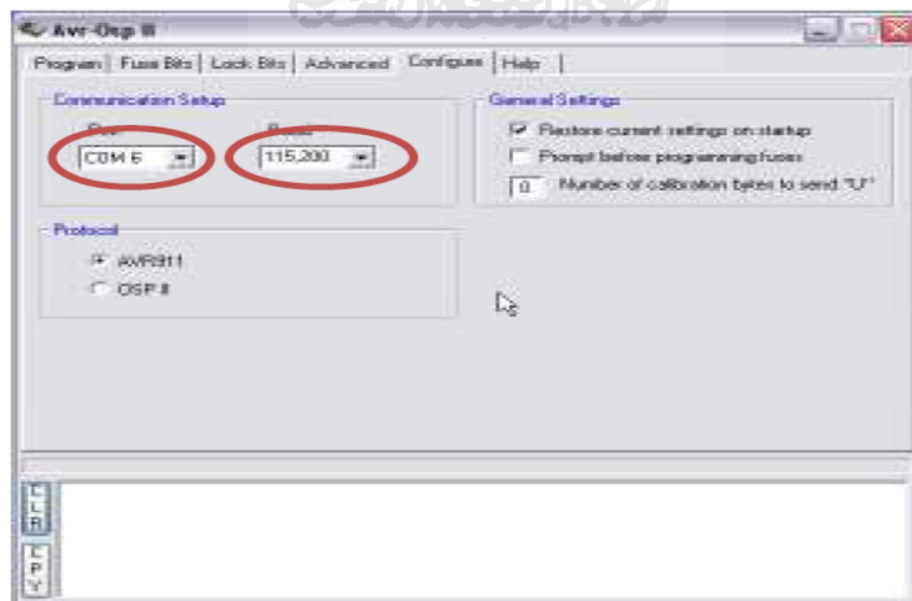 Avr-Osp II
Program Fuse Bits Lock Bits Advanced Configure Help
Communication Setup
Port Baud
COM 6 115,200
General Settings
Restore current settings on startup
Prompt before programming fuses
0 Number of calibration bytes to send "U"
Protocol
AVR911
OSP II
CLR
CPY